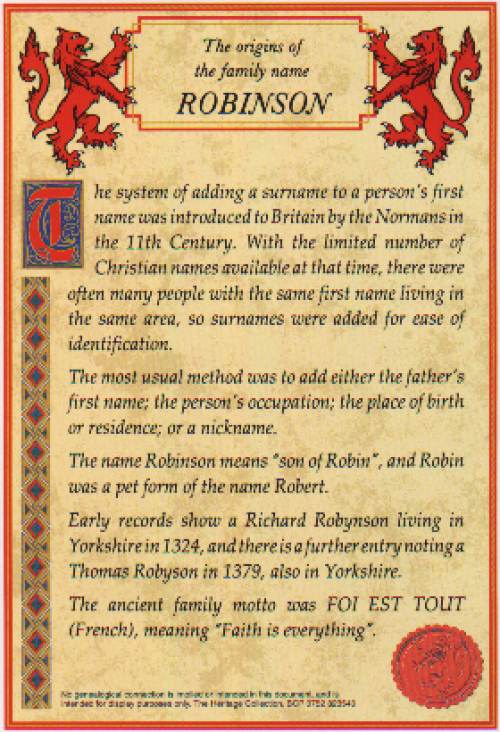 The origins of
the family name
ROBINSON
The system of adding a surname to a person's first
name was introduced to Britain by the Normans in
the 11th Century. With the limited number of
Christian names available at that time, there were
often many people with the same first name living in
the same area, so surnames were added for ease of
identification.
The most usual method was to add either the father's
first name; the person's occupation; the place of birth
or residence; or a nickname.
The name Robinson means "son of Robin", and Robin
was a pet form of the name Robert.
Early records show a Richard Robynson living in
Yorkshire in 1324, and there is a further entry noting a
Thomas Robyson in 1379, also in Yorkshire.
The ancient family motto was FOI EST TOUT
(French), meaning "Faith is everything".
No genealogical connection is implied or intended in this document, and is
intended for display purposes only. The Heritage Collection,